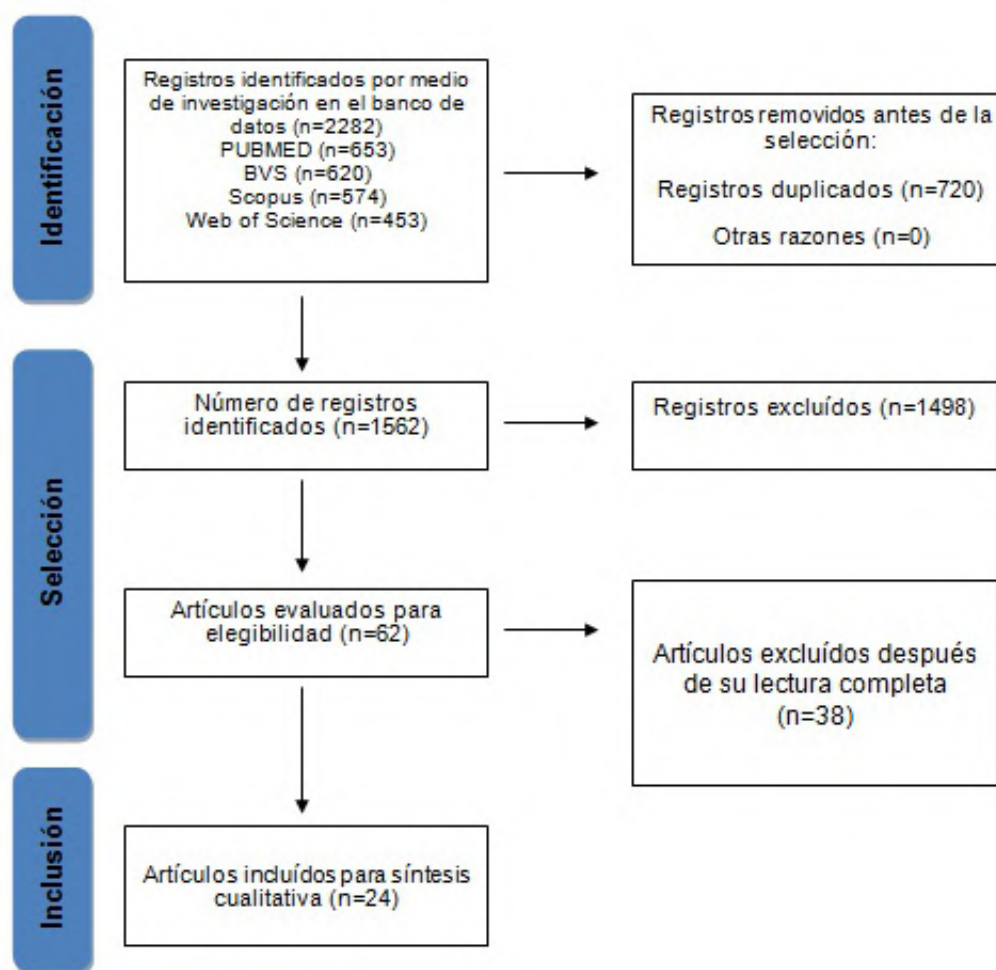 Identificación
Registros identificados por medio
de investigación en el banco de
datos (n=2282)
PUBMED (n=653)
BVS (n=620)
Scopus (n=574)
Web of Science (n=453)
Registros removidos antes de la
selección:
Registros duplicados (n=720)
Otras razones (n=0)
Selección
Número de registros
identificados (n=1562)
Registros excluídos (n=1498)
Artículos evaluados para
elegibilidad (n=62)
Artículos excluídos después
de su lectura completa
(n=38)
Inclusión
Artículos incluídos para síntesis
cualitativa (n=24)